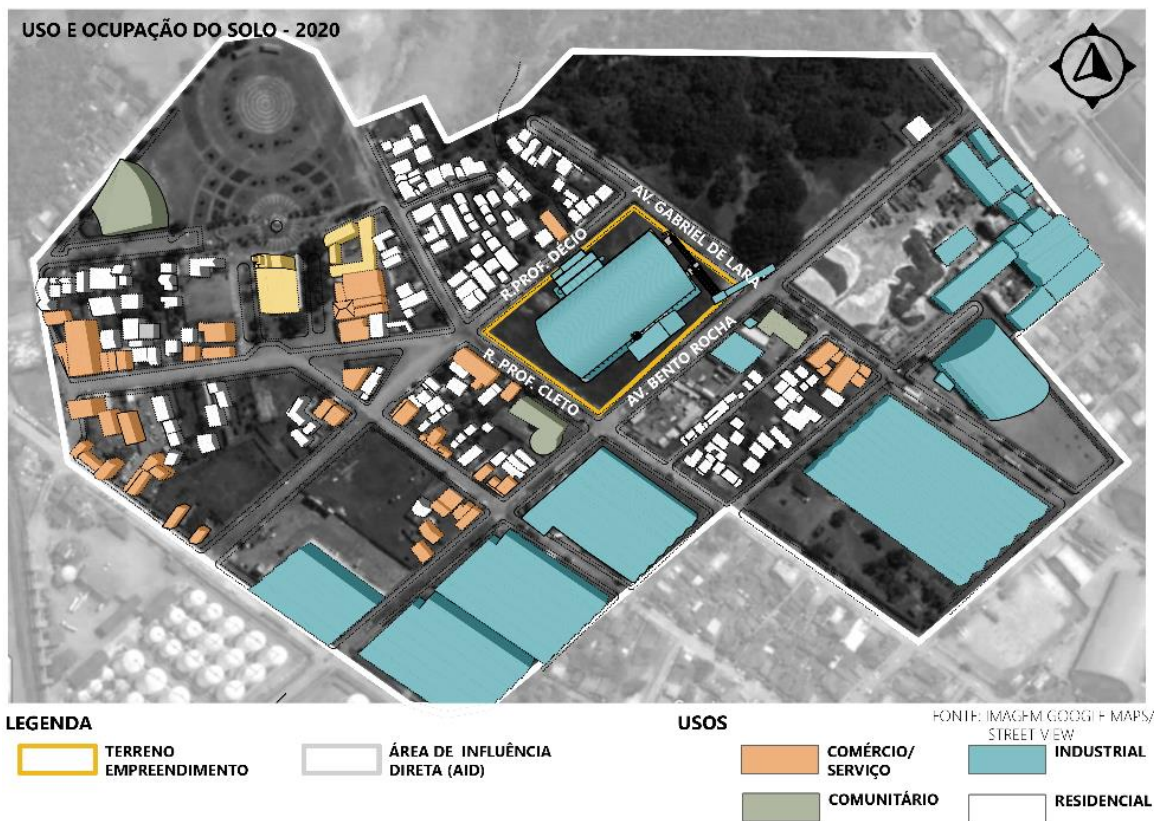 USO E OCUPAÇÃO DO SOLO - 2020
AV. GABRIEL DE LARA
R. PROF. DÉCIO
AV. BENTO ROCHA
R. PROF. CLETO
LEGENDA
TERRENO
EMPREENDIMENTO
ÁREA DE INFLUÊNCIA
DIRETA (AID)
USOS
FONTE: IMAGEM GOOGLE MAPS/
STREET VIEW
COMÉRCIO/
SERVIÇO
INDUSTRIAL
COMUNITÁRIO
RESIDENCIAL